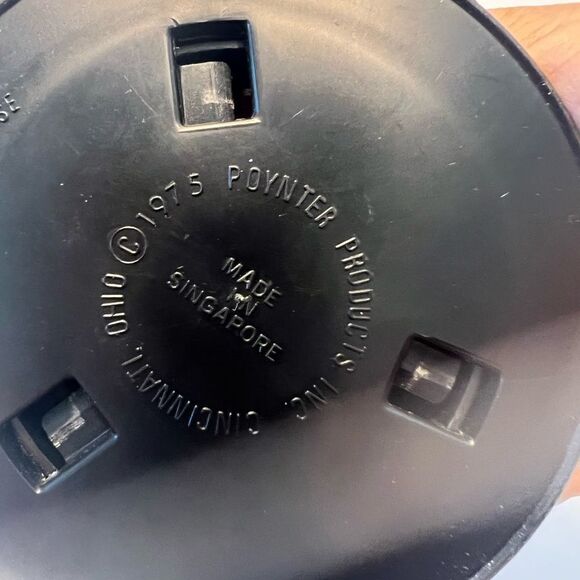 © 1975 POYNTER PRODUCTS, INC. CINCINNATI, OHIO
MADE
IN
SINGAPORE